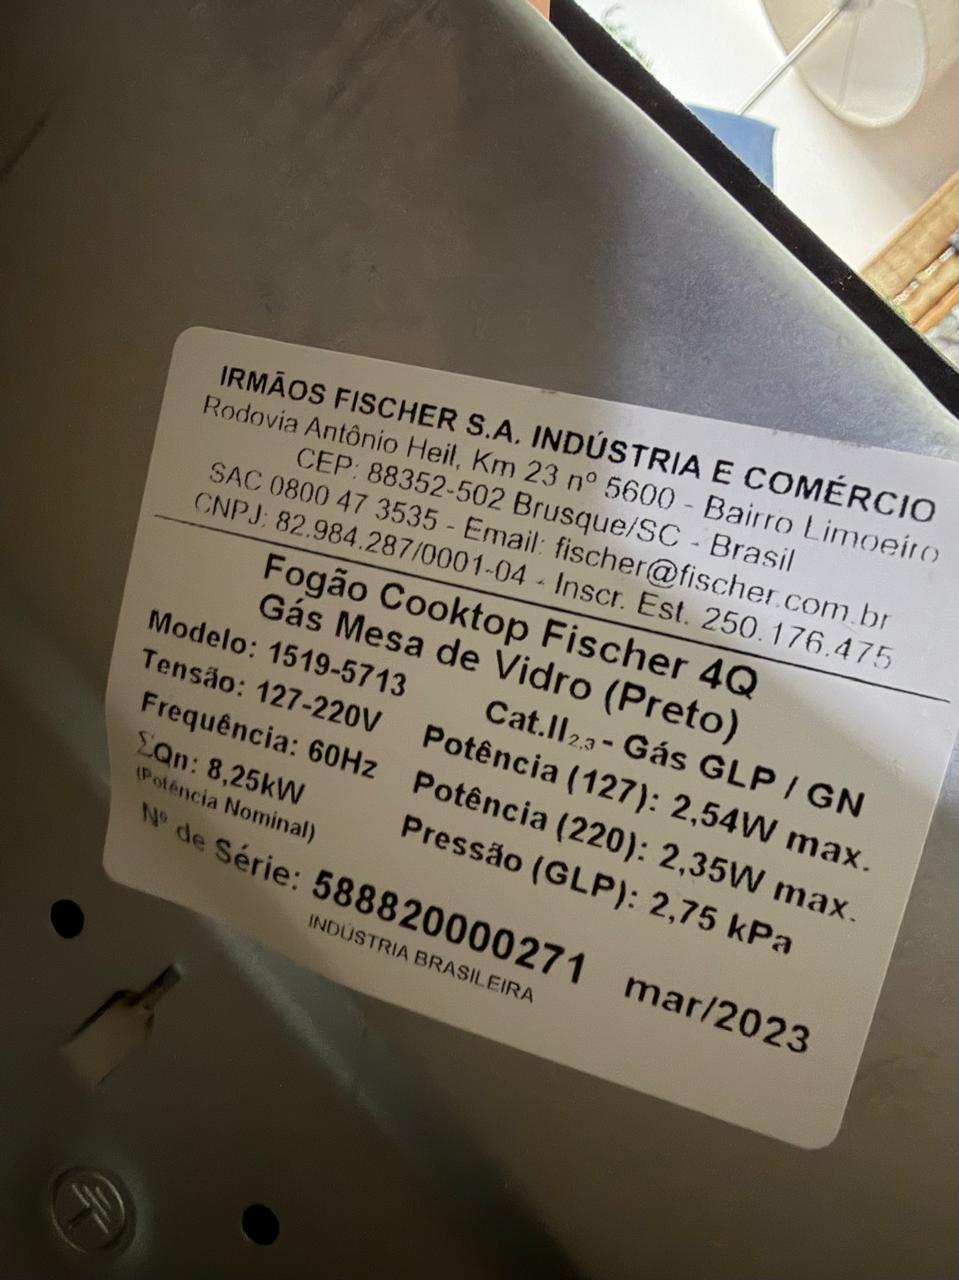 IRMÃOS FISCHER S.A. INDÚSTRIA E COMÉRCIO
Rodovia Antônio Heil, Km 23 nº 5600 - Bairro Limoeiro
CEP: 88352-502 Brusque/SC - Brasil
SAC 0800 47 3535 - Email: fischer@fischer.com.br
CNPJ: 82.984.287/0001-04 - Inscr. Est. 250.176.475
Fogão Cooktop Fischer 4Q
Gás Mesa de Vidro (Preto)
Modelo: 1519-5713 Cat.II2,3 - Gás GLP / GN
Tensão: 127-220V Potência (127): 2,54W max.
Frequência: 60Hz Potência (220): 2,35W max.
ΣQn: 8,25kW Pressão (GLP): 2,75 kPa
(Potência Nominal)
Nº de Série: 588820000271 mar/2023
INDÚSTRIA BRASILEIRA